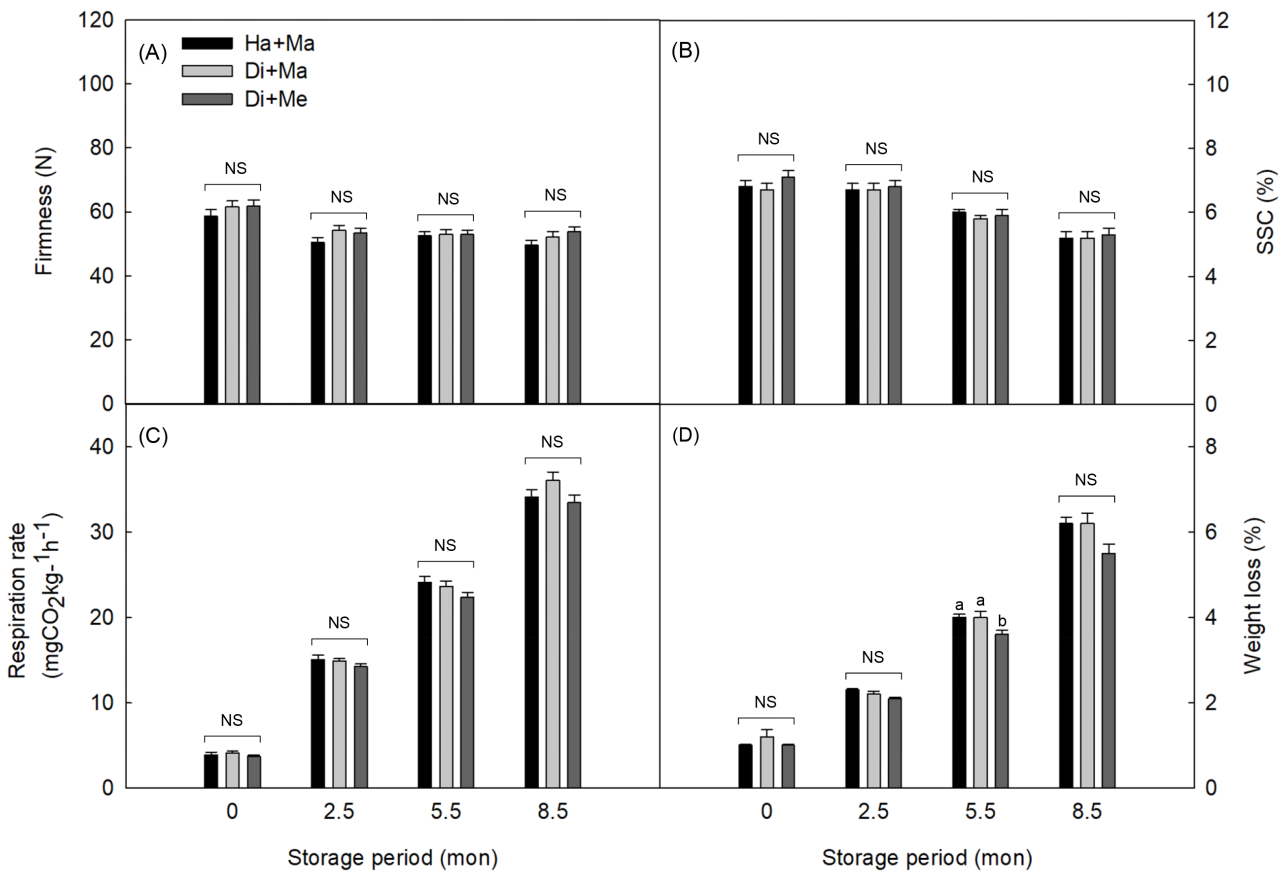 (A)
Ha+Ma
Di+Ma
Di+Me
120
100
80
60
40
20
0
Firmness (N)
NS
NS
NS
NS
(B)
12
10
8
6
4
2
0
SSC (%)
NS
NS
NS
NS
(C)
40
30
20
10
0
Respiration rate
(mgCO2kg-1h-1)
NS
NS
NS
NS
0 2.5 5.5 8.5
Storage period (mon)
(D)
8
6
4
2
0
Weight loss (%)
NS
NS
a a b
NS
0 2.5 5.5 8.5
Storage period (mon)